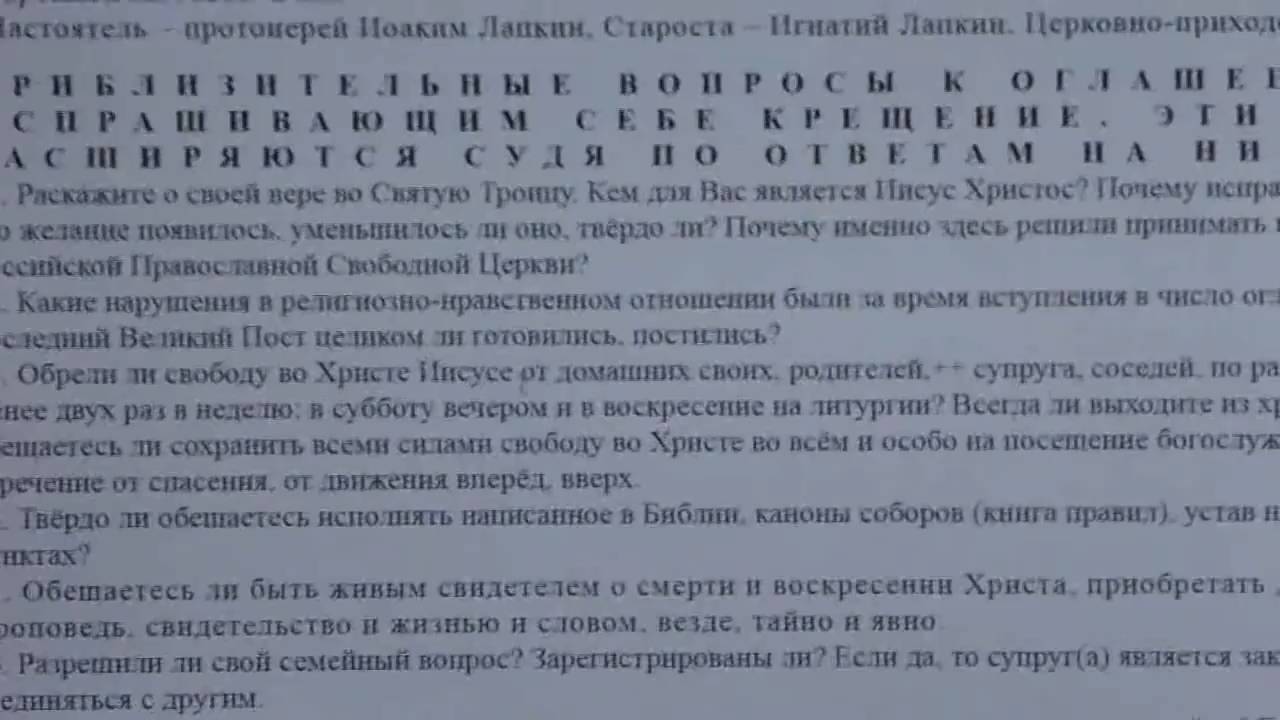 Настоятель - протоиерей Иоаким Лапкин, Староста – Игнатий Лапкин. Церковно-приход
РИБЛИЗИТЕЛЬНЫЕ ВОПРОСЫ К ОГЛАШЕ
СПРАШИВАЮЩИМ СЕБЕ КРЕЩЕНИЕ. ЭТИ
АСШИРЯЮТСЯ СУДЯ ПО ОТВЕТАМ НА НИ
. Раскажите о своей вере во Святую Троицу. Кем для Вас является Иисус Христос? Почему испра
о желание появилось, уменьшилось ли оно, твёрдо ли? Почему именно здесь решили принимать
ссийской Православной Свободной Церкви?
. Какие нарушения в религиозно-нравственном отношении были за время вступления в число огл
следний Великий Пост целиком ли готовились, постились?
. Обрели ли свободу во Христе Иисусе от домашних своих, родителей,++ супруга, соседей, по ра
нее двух раз в неделю: в субботу вечером и в воскресение на литургии? Всегда ли выходите из хр
ещаетесь ли сохранить всеми силами свободу во Христе во всём и особо на посещение богослуж
речение от спасения, от движения вперёд, вверх.
. Твёрдо ли обещаетесь исполнять написанное в Библии, каноны соборов (книга правил), устав н
нктах?
. Обещаетесь ли быть живым свидетелем о смерти и воскресении Христа, приобретать
роповедь, свидетельство и жизнью и словом, везде, тайно и явно.
. Разрешили ли свой семейный вопрос? Зарегистрированы ли? Если да, то супруг(а) является зак
единяться с другим.